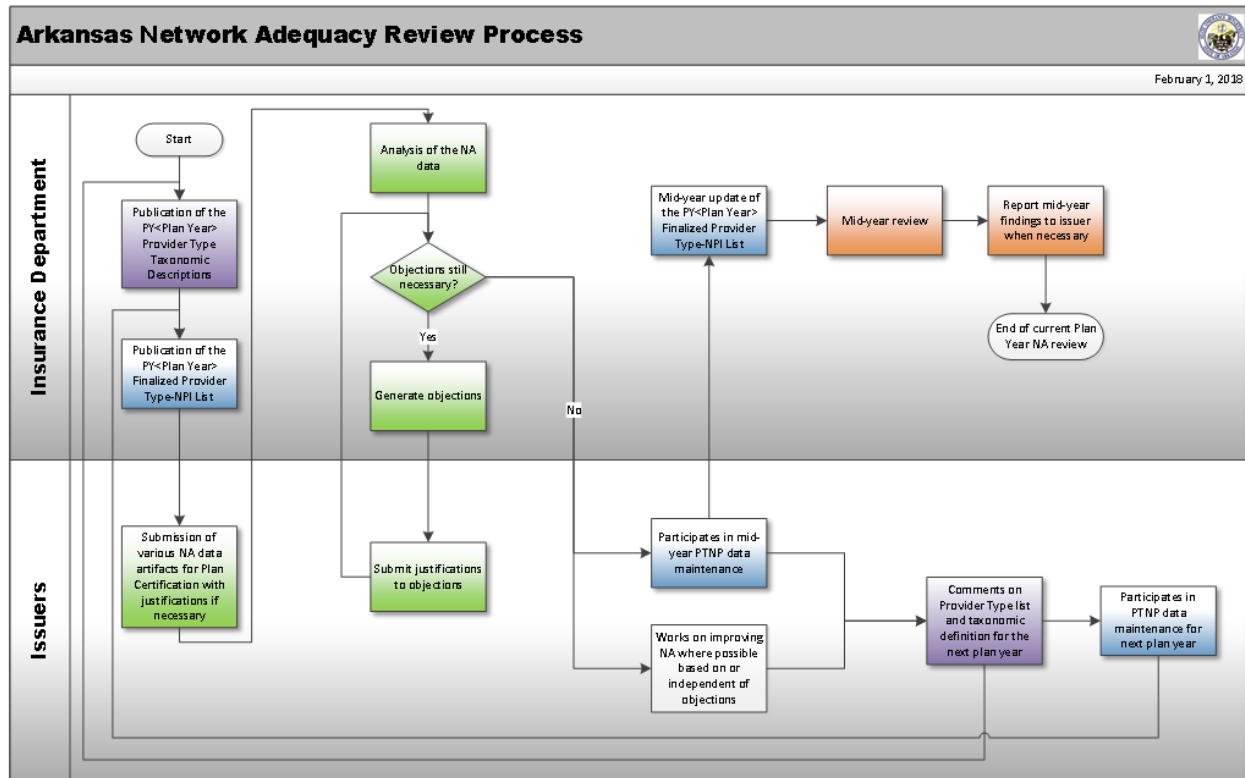 Arkansas Network Adequacy Review Process
February 1, 2018
Insurance Department
Start
Publication of the
PY<Plan Year>
Provider Type
Taxonomic
Descriptions
Publication of the
PY<Plan Year>
Finalized Provider
Type-NPI List
Analysis of the NA
data
Objections still
necessary?
Yes
No
Generate objections
Mid-year update of
the PY<Plan Year>
Finalized Provider
Type-NPI List
Mid-year review
Report mid-year
findings to issuer
when necessary
End of current Plan
Year NA review
Issuers
Submission of
various NA data
artifacts for Plan
Certification with
justifications if
necessary
Submit justifications
to objections
Participates in mid-
year PTNP data
maintenance
Works on improving
NA where possible
based on or
independent of
objections
Comments on
Provider Type list
and taxonomic
definition for the
next plan year
Participates in
PTNP data
maintenance for
next plan year